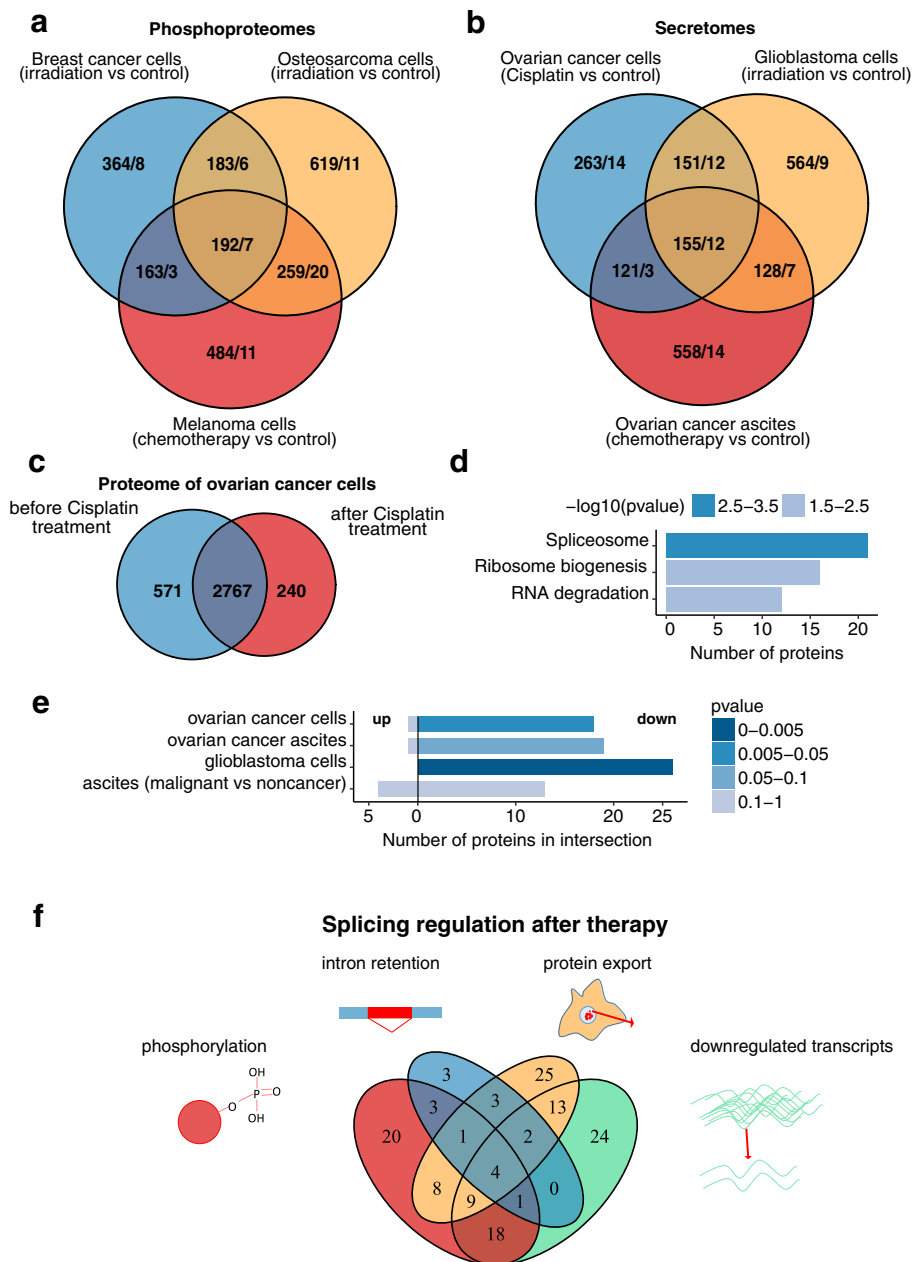 a
Phosphoproteomes
Breast cancer cells
(irradiation vs control)
Osteosarcoma cells
(irradiation vs control)
364/8
183/6
619/11
192/7
163/3
259/20
484/11
Melanoma cells
(chemotherapy vs control)
b
Secretomes
Ovarian cancer cells
(Cisplatin vs control)
Glioblastoma cells
(irradiation vs control)
263/14
151/12
564/9
155/12
121/3
128/7
558/14
Ovarian cancer ascites
(chemotherapy vs control)
c
Proteome of ovarian cancer cells
before Cisplatin
treatment
after Cisplatin
treatment
571
2767
240
d
−log10(pvalue)
2.5−3.5
1.5−2.5
Spliceosome
Ribosome biogenesis
RNA degradation
0 5 10 15 20
Number of proteins
e
up
down
ovarian cancer cells
ovarian cancer ascites
glioblastoma cells
ascites (malignant vs noncancer)
5 0 10 20 25
Number of proteins in intersection
pvalue
0−0.005
0.005−0.05
0.05−0.1
0.1−1
f
Splicing regulation after therapy
intron retention
protein export
phosphorylation
downregulated transcripts
OH
O
P
O
OH
3
25
3
3
13
20
1
2
24
4
8
9
1
0
18